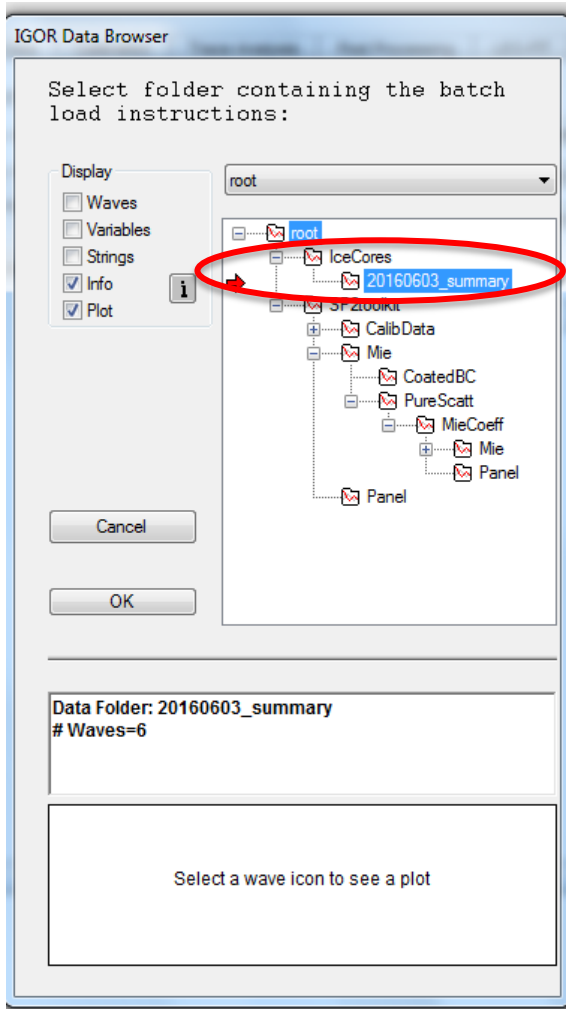 IGOR Data Browser
Select folder containing the batch
load instructions:
Display
Waves
Variables
Strings
Info
i
Plot
root
root
IceCores
20160603_summary
SP2toolkit
CalibData
Mie
CoatedBC
PureScatt
MieCoeff
Mie
Panel
Panel
Cancel
OK
Data Folder: 20160603_summary
# Waves=6
Select a wave icon to see a plot